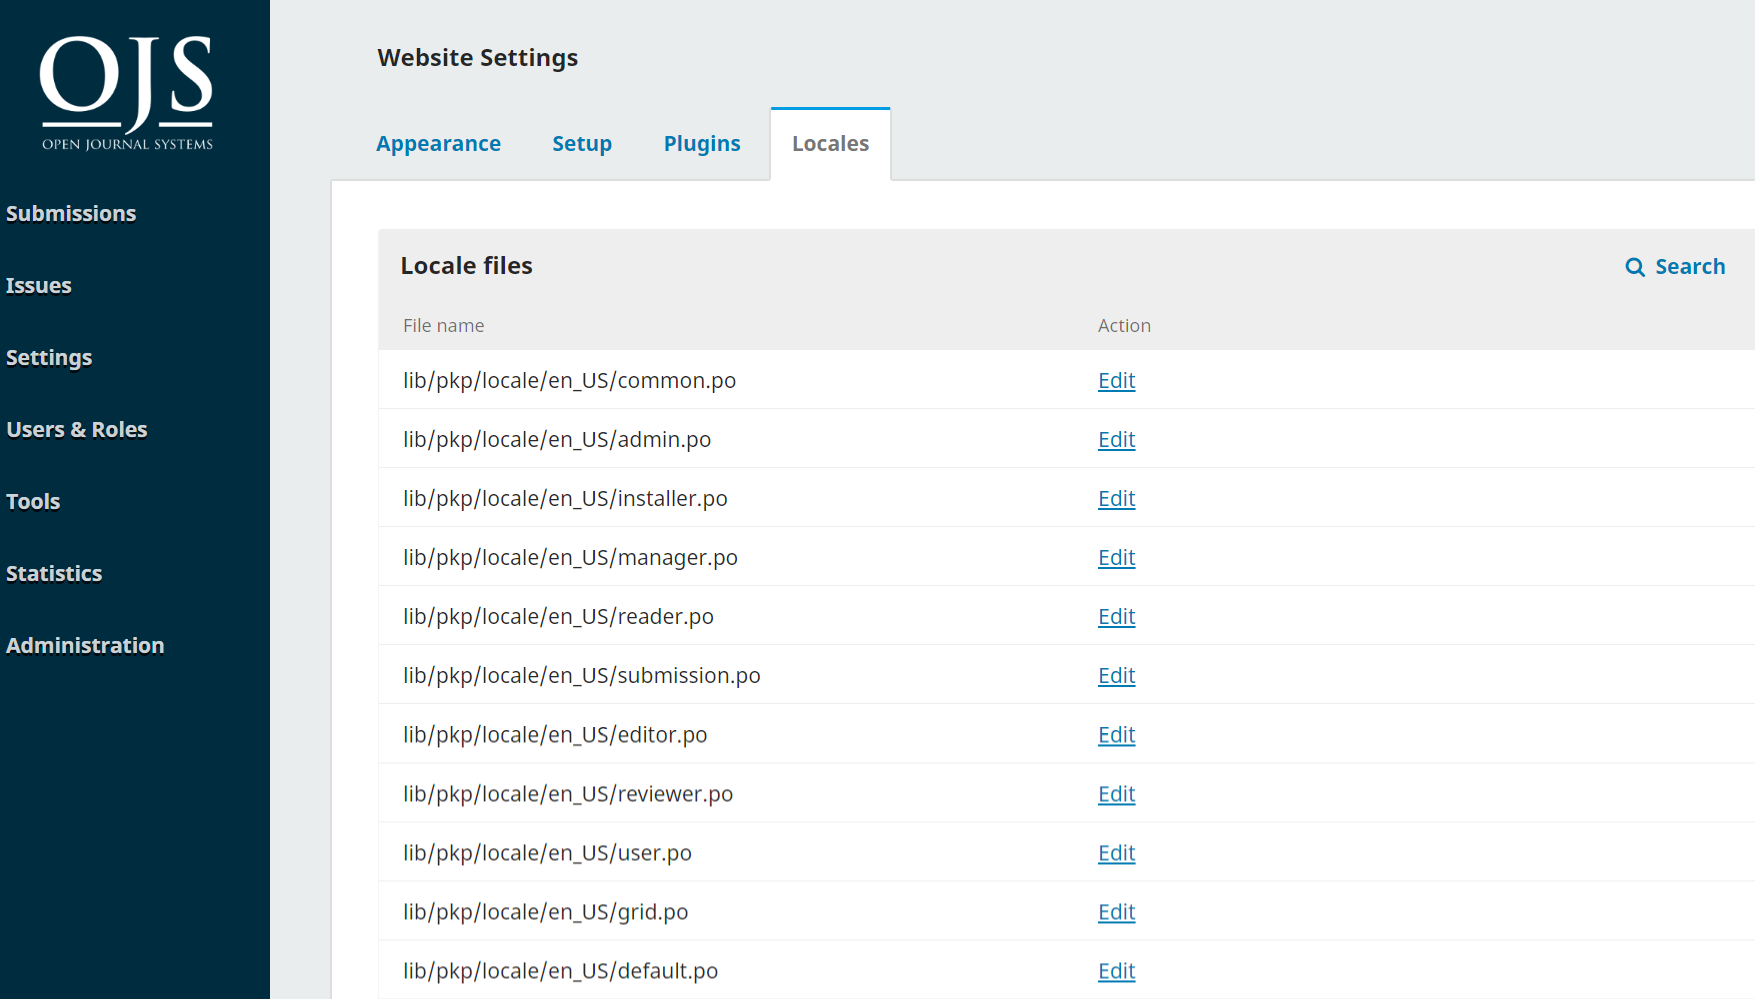 OJS
OPEN JOURNAL SYSTEMS
Submissions
Issues
Settings
Users & Roles
Tools
Statistics
Administration
Website Settings
Appearance Setup Plugins Locales
Locale files Search
File name Action
lib/pkp/locale/en_US/common.po Edit
lib/pkp/locale/en_US/admin.po Edit
lib/pkp/locale/en_US/installer.po Edit
lib/pkp/locale/en_US/manager.po Edit
lib/pkp/locale/en_US/reader.po Edit
lib/pkp/locale/en_US/submission.po Edit
lib/pkp/locale/en_US/editor.po Edit
lib/pkp/locale/en_US/reviewer.po Edit
lib/pkp/locale/en_US/user.po Edit
lib/pkp/locale/en_US/grid.po Edit
lib/pkp/locale/en_US/default.po Edit